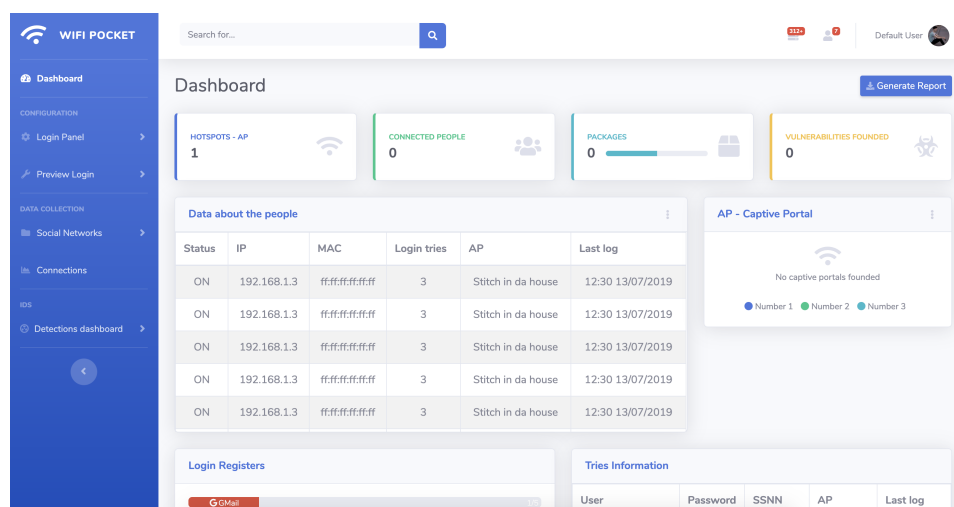 WIFI POCKET
Search for...
312+
7
Default User
Dashboard
Dashboard
Generate Report
CONFIGURATION
Login Panel
Preview Login
DATA COLLECTION
Social Networks
Connections
IDS
Detections dashboard
HOTSPOTS - AP
1
CONNECTED PEOPLE
0
PACKAGES
0
VULNERABILITIES FOUNDED
0
Data about the people
Status IP MAC Login tries AP Last log
ON 192.168.1.3 ff:ff:ff:ff:ff:ff 3 Stitch in da house 12:30 13/07/2019
ON 192.168.1.3 ff:ff:ff:ff:ff:ff 3 Stitch in da house 12:30 13/07/2019
ON 192.168.1.3 ff:ff:ff:ff:ff:ff 3 Stitch in da house 12:30 13/07/2019
ON 192.168.1.3 ff:ff:ff:ff:ff:ff 3 Stitch in da house 12:30 13/07/2019
ON 192.168.1.3 ff:ff:ff:ff:ff:ff 3 Stitch in da house 12:30 13/07/2019
AP - Captive Portal
No captive portals founded
Number 1 Number 2 Number 3
Login Registers
GMail
Tries Information
User Password SSNN AP Last log